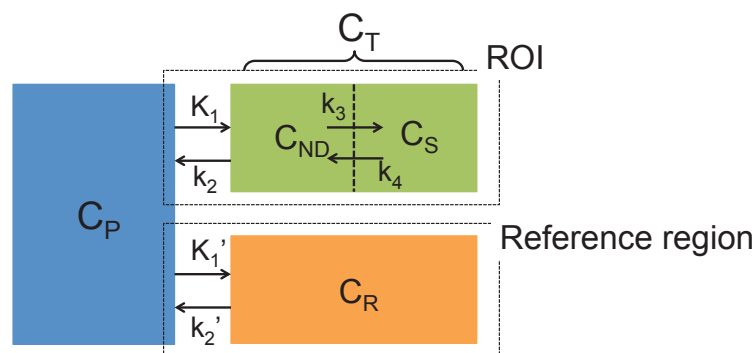 C_T
ROI
K_1
k_2
k_3
C_ND
C_S
k_4
C_P
Reference region
K_1’
k_2’
C_R